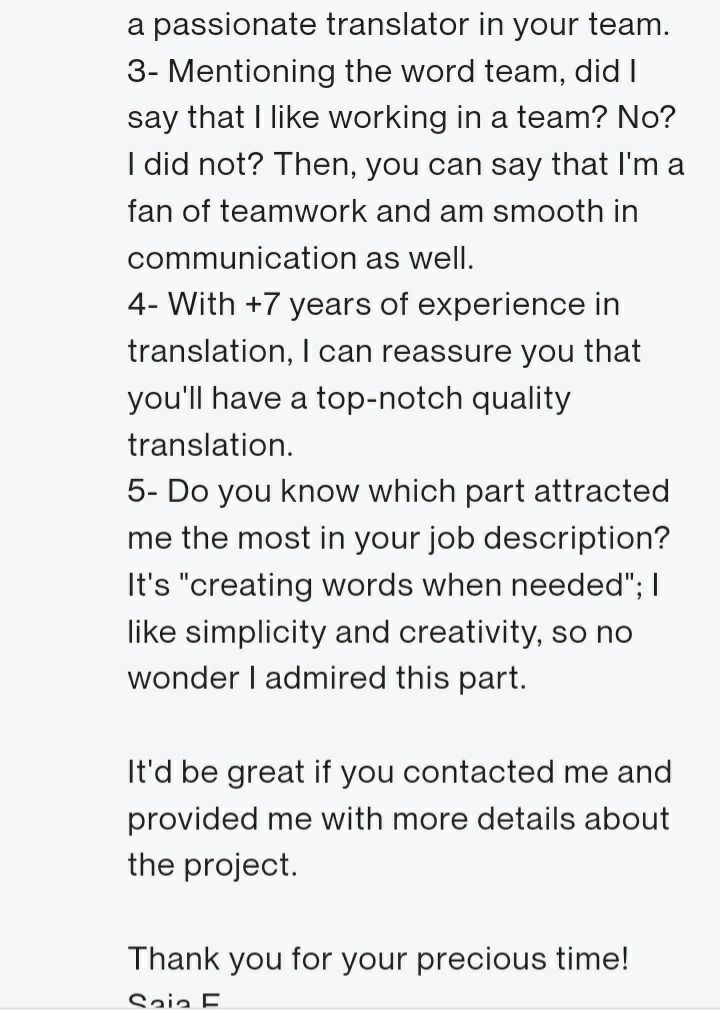 a passionate translator in your team.
3- Mentioning the word team, did I
say that I like working in a team? No?
I did not? Then, you can say that I'm a
fan of teamwork and am smooth in
communication as well.
4- With +7 years of experience in
translation, I can reassure you that
you'll have a top-notch quality
translation.
5- Do you know which part attracted
me the most in your job description?
It's "creating words when needed"; I
like simplicity and creativity, so no
wonder I admired this part.
It'd be great if you contacted me and
provided me with more details about
the project.
Thank you for your precious time!